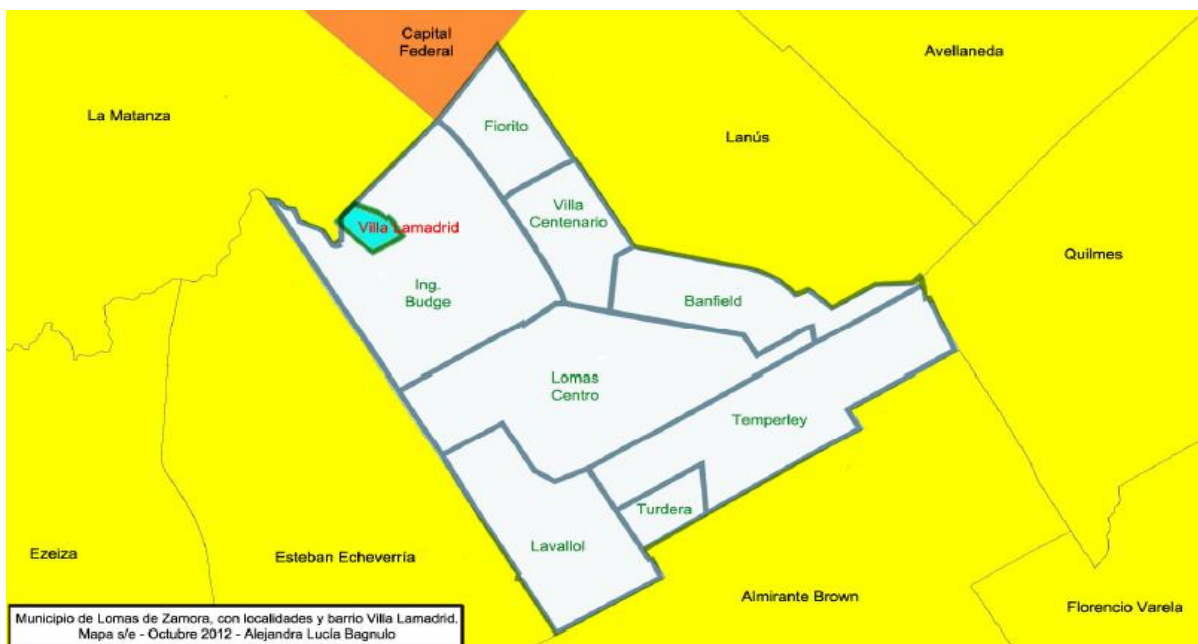 Capital
Federal
Avellaneda
La Matanza
Fiorito
Lanús
Villa
Centenario
Villa Lamadrid
Quilmes
Ing.
Budge
Banfield
Lomas
Centro
Temperley
Turdera
Lavallol
Ezeiza
Esteban Echeverría
Almirante Brown
Florencio Varela
Municipio de Lomas de Zamora, con localidades y barrio Villa Lamadrid.
Mapa s/e - Octubre 2012 - Alejandra Lucía Bagnulo